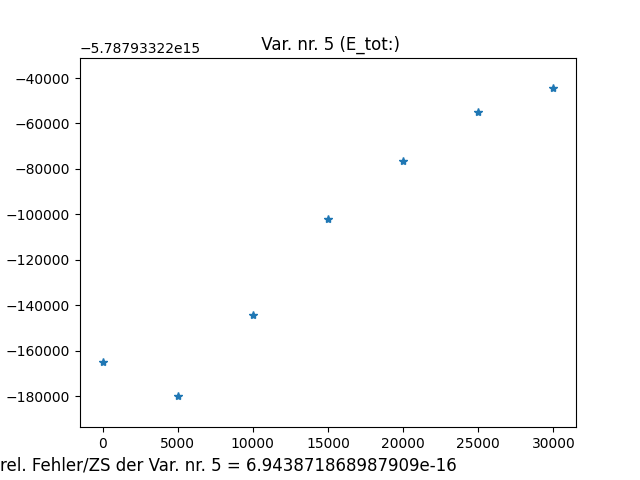 Var. nr. 5 (E_tot:)
−5.78793322e15
−40000
−60000
−80000
−100000
−120000
−140000
−160000
−180000
0 5000 10000 15000 20000 25000 30000
rel. Fehler/ZS der Var. nr. 5 = 6.943871868987909e-16